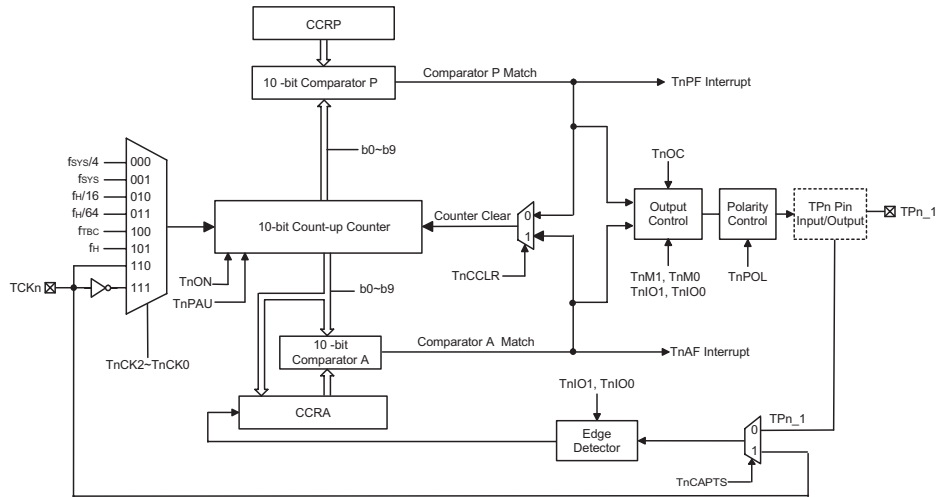 CCRP
10 -bit Comparator P
Comparator P Match
TnPF Interrupt
b0~b9
fSYS/4
000
fSYS
001
fH/16
010
fH/64
011
fTBC
100
fH
101
110
111
TCKn
TnCK2~TnCK0
10-bit Count-up Counter
TnON
TnPAU
Counter Clear
0
1
TnCCLR
TnOC
Output
Control
TnM1, TnM0
TnIO1, TnIO0
Polarity
Control
TnPOL
TPn Pin
Input/Output
TPn_1
b0~b9
10 -bit
Comparator A
Comparator A Match
TnAF Interrupt
CCRA
TnIO1, TnIO0
Edge
Detector
TPn_1
0
1
TnCAPTS